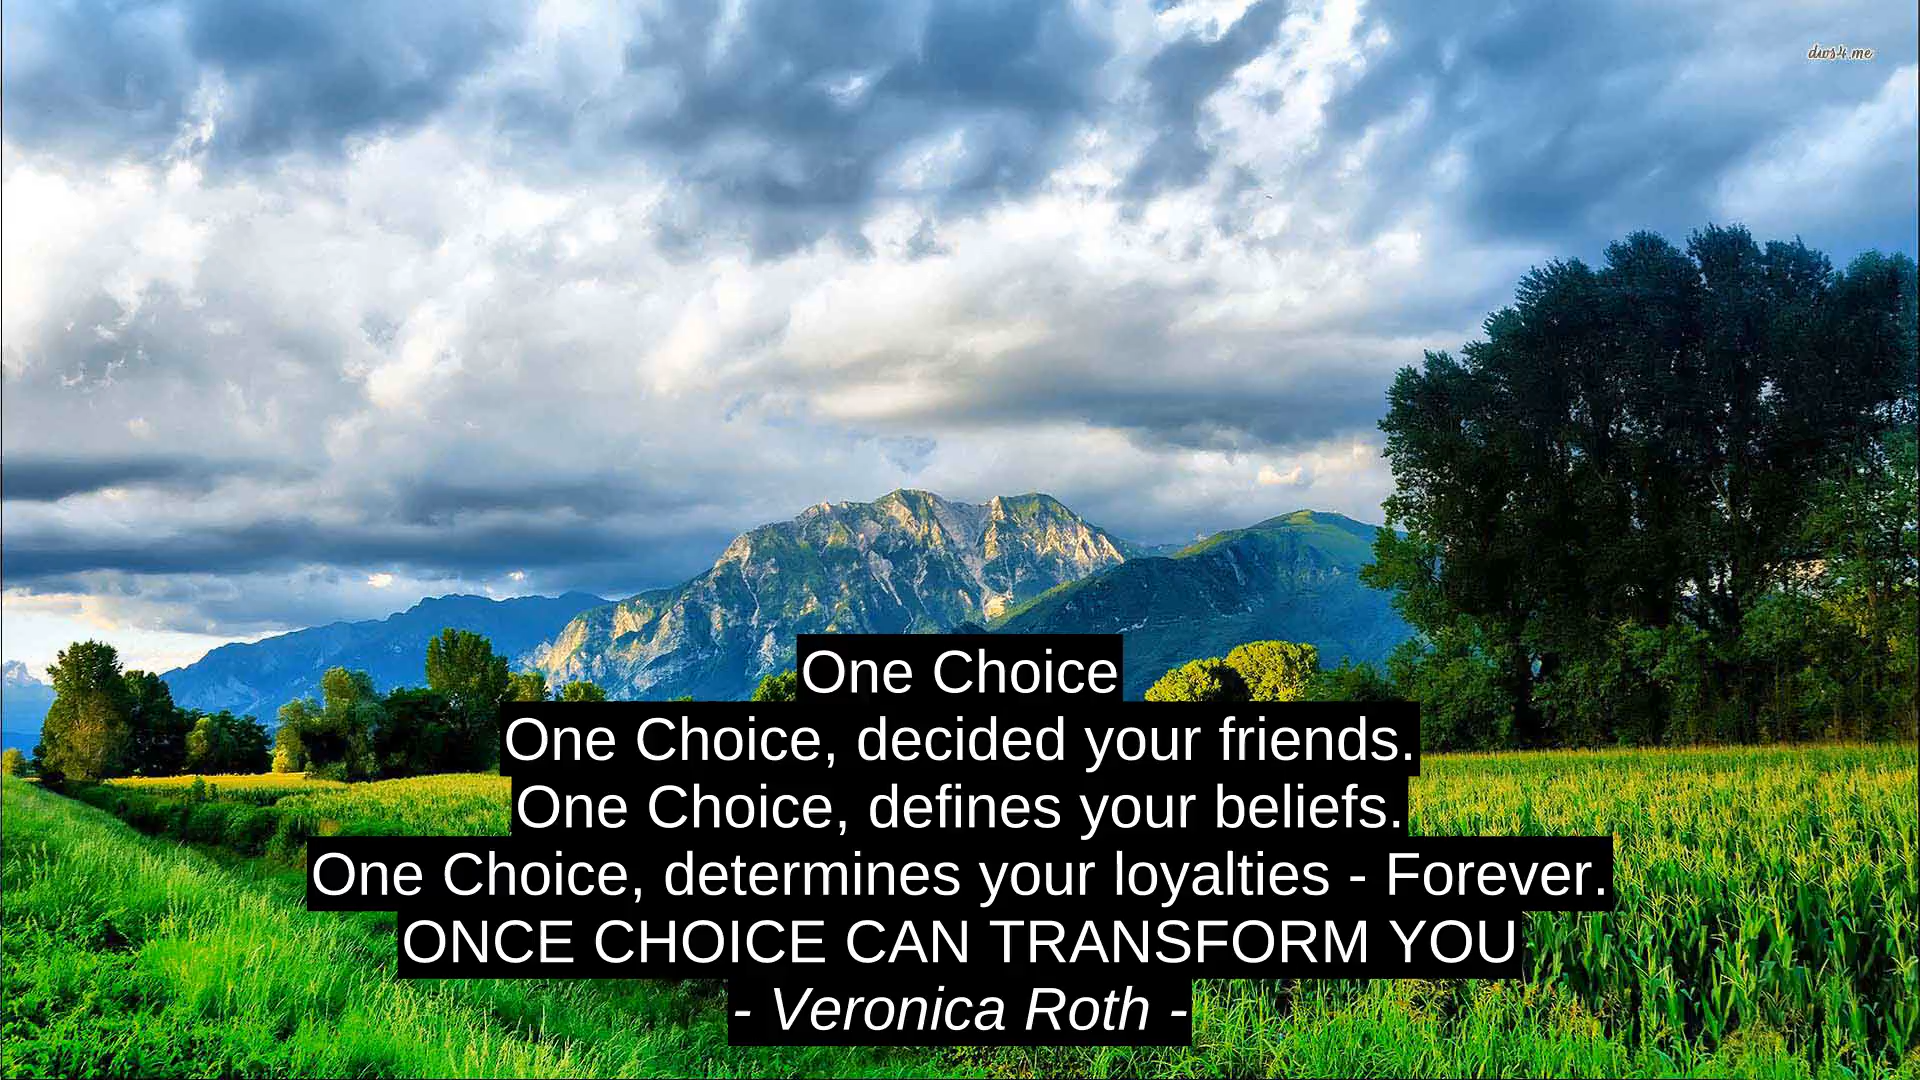 dws4.me
One Choice
One Choice, decided your friends.
One Choice, defines your beliefs.
One Choice, determines your loyalties - Forever.
ONCE CHOICE CAN TRANSFORM YOU
- Veronica Roth -